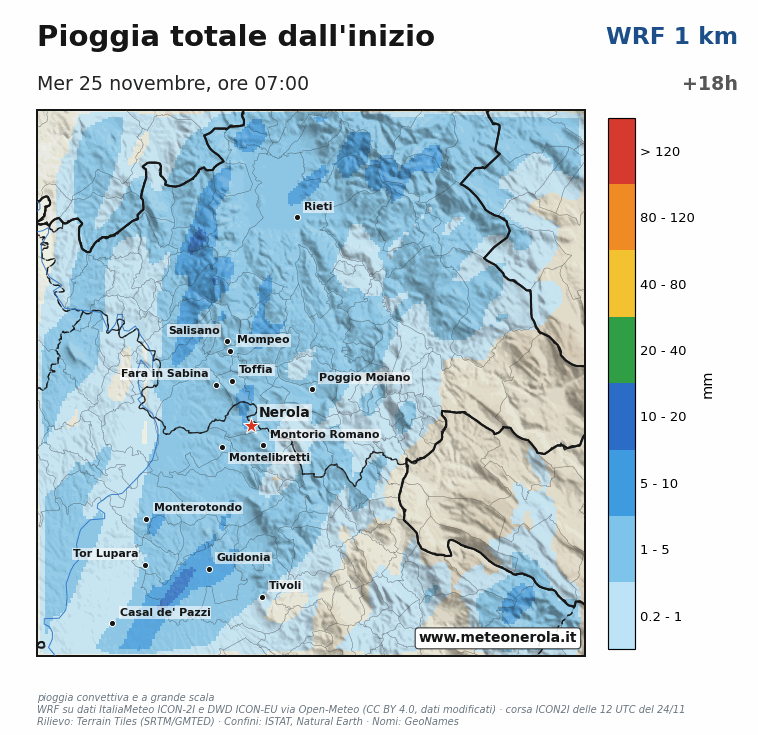 Pioggia totale dall'inizio
WRF 1 km
Mer 25 novembre, ore 07:00
+18h
Rieti
Salisano
Mompeo
Toffia
Fara in Sabina
Poggio Moiano
Nerola
Montorio Romano
Montelibretti
Monterotondo
Tor Lupara
Guidonia
Tivoli
Casal de' Pazzi
www.meteonerola.it
> 120
80 - 120
40 - 80
20 - 40
10 - 20
5 - 10
1 - 5
0.2 - 1
mm
pioggia convettiva e a grande scala
WRF su dati ItaliaMeteo ICON-2I e DWD ICON-EU via Open-Meteo (CC BY 4.0, dati modificati) · corsa ICON2I delle 12 UTC del 24/11
Rilievo: Terrain Tiles (SRTM/GMTED) · Confini: ISTAT, Natural Earth · Nomi: GeoNames